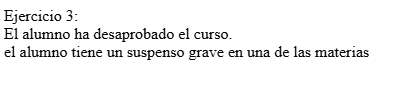 Ejercicio 3:
El alumno ha desaprobado el curso.
el alumno tiene un suspenso grave en una de las materias